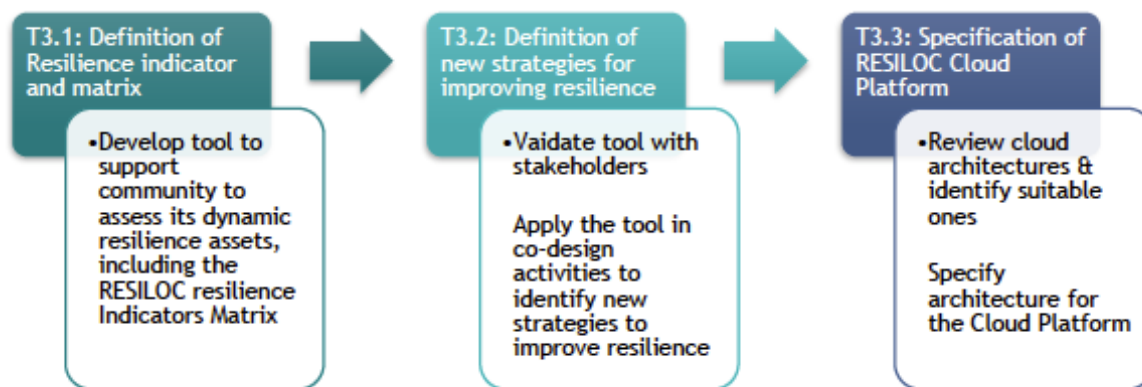 T3.1: Definition of
Resilience indicator
and matrix
•Develop tool to
support
community to
assess its dynamic
resilience assets,
including the
RESILOC resilience
Indicators Matrix
T3.2: Definition of
new strategies for
improving resilience
•Vaidate tool with
stakeholders
Apply the tool in
co-design
activities to
identify new
strategies to
improve resilience
T3.3: Specification of
RESILOC Cloud
Platform
•Review cloud
architectures &
identify suitable
ones
Specify
architecture for
the Cloud Platform